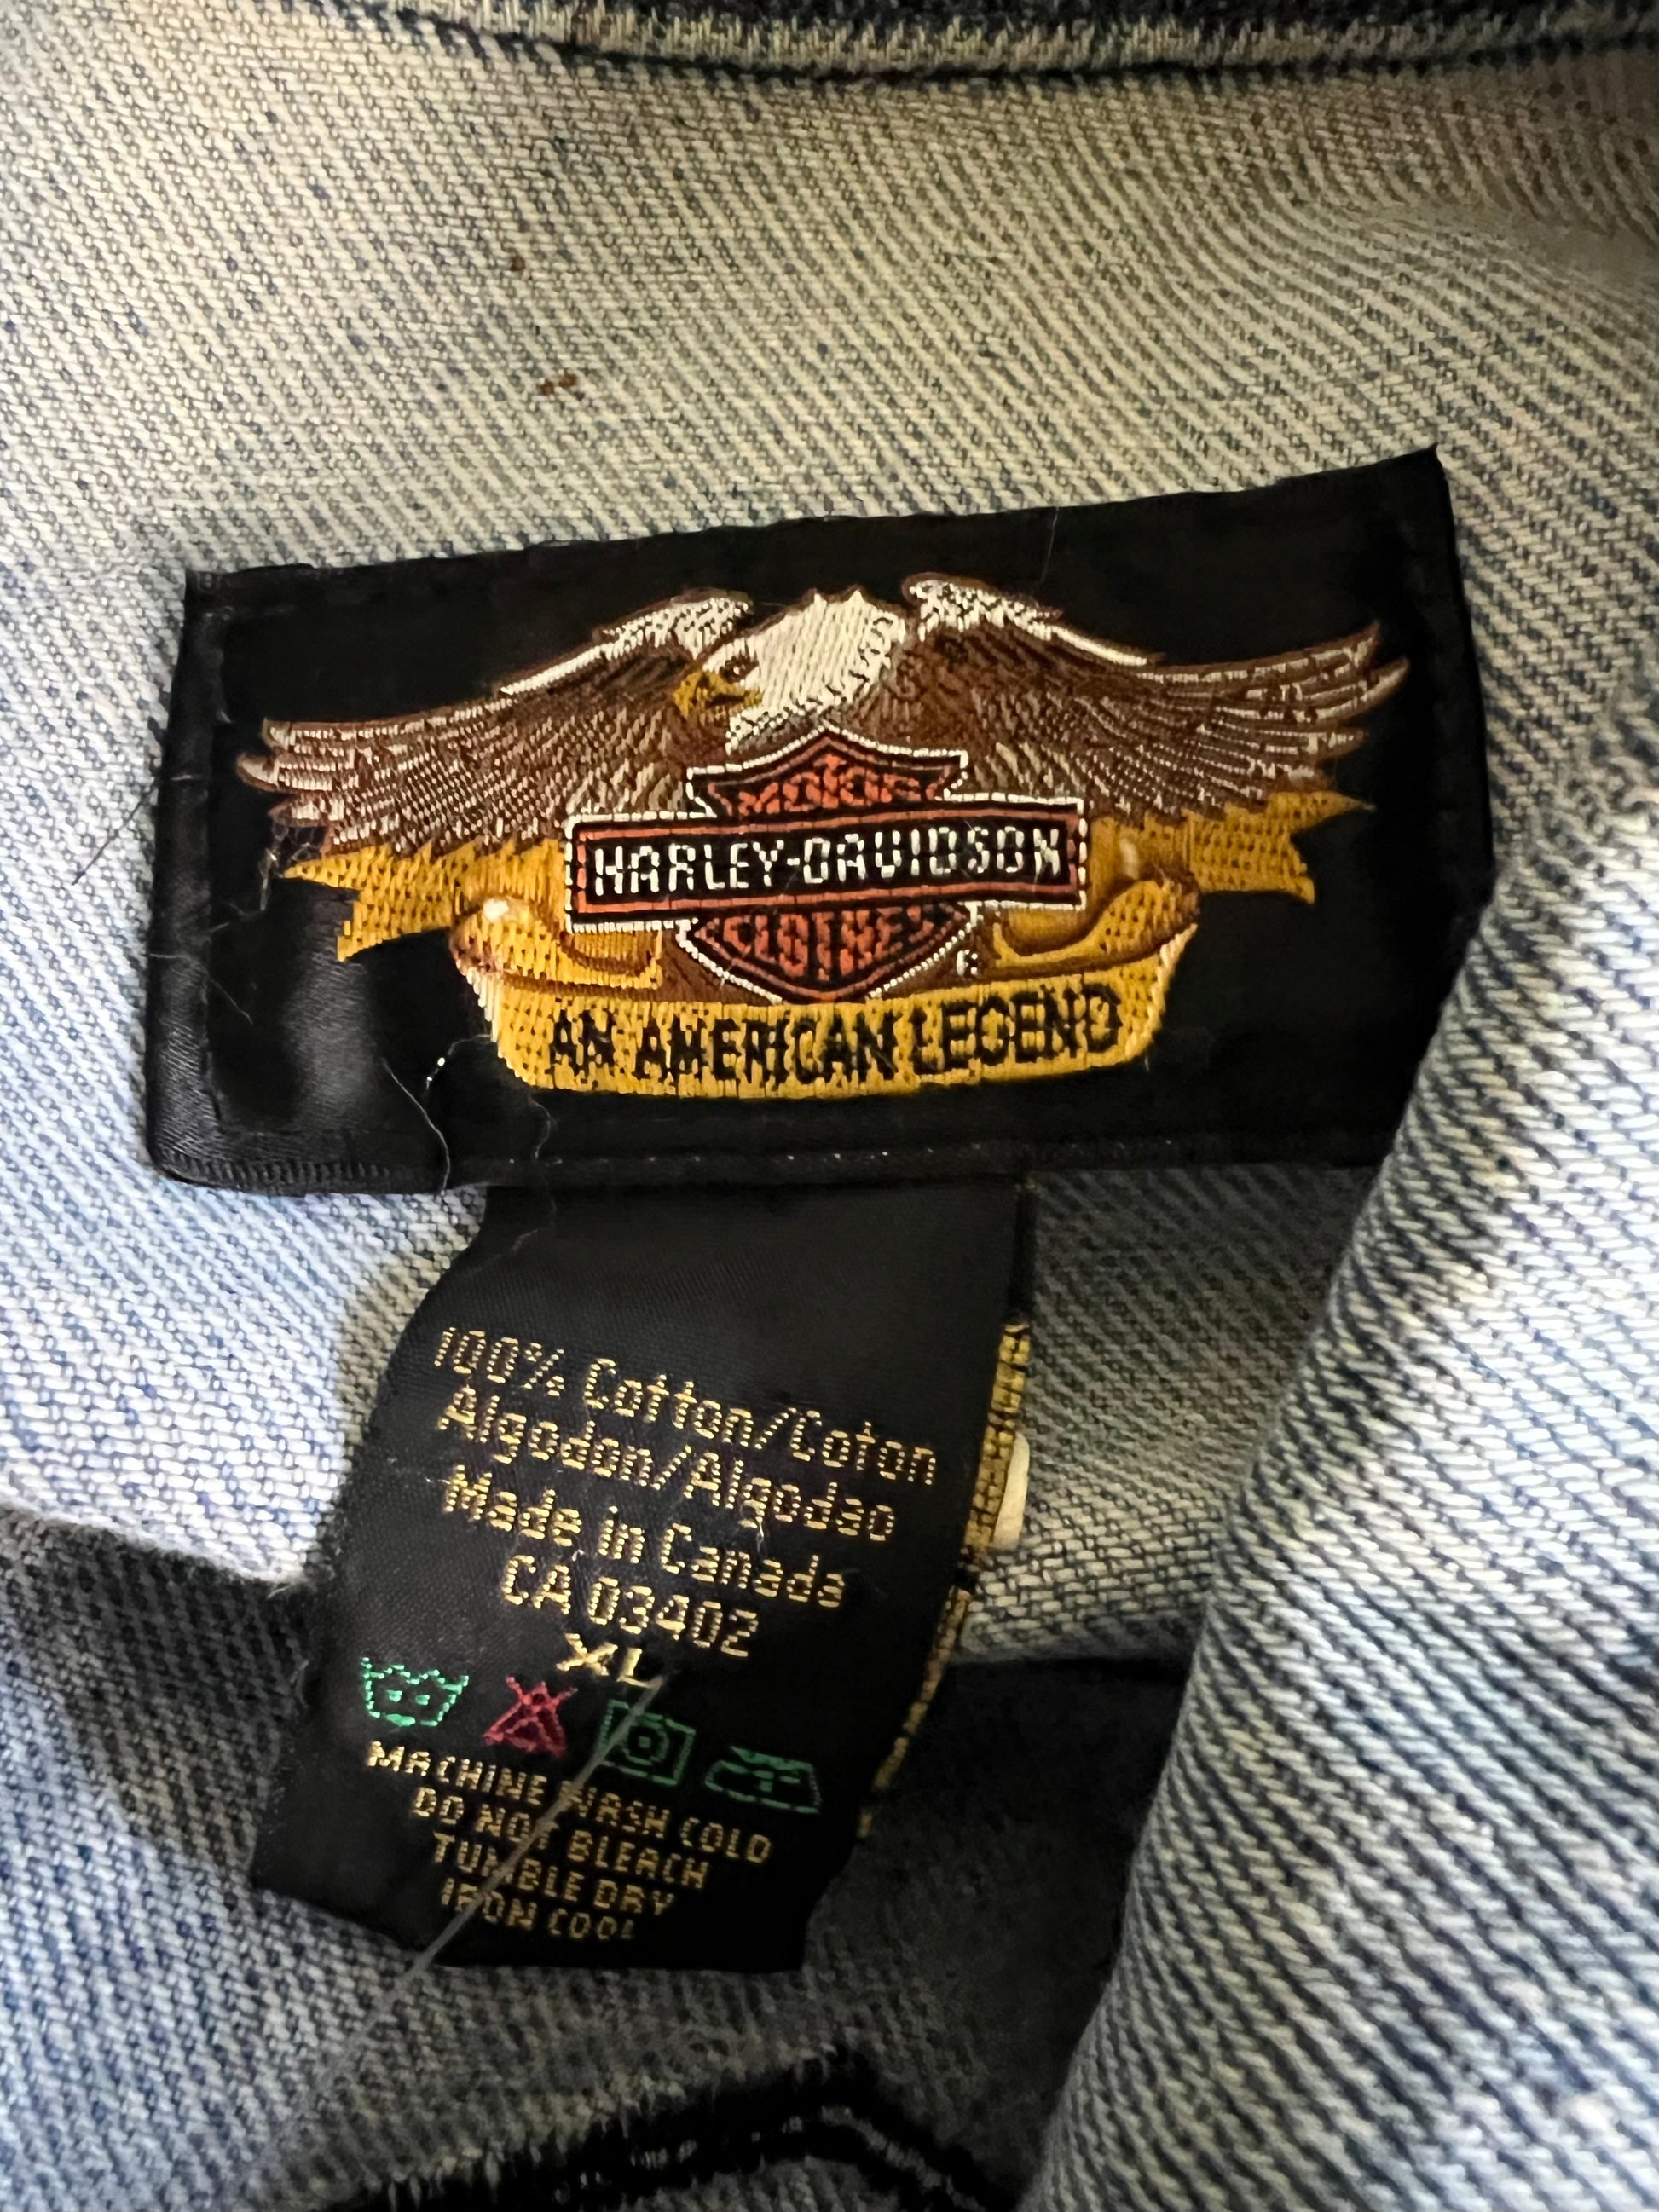 MOTOR
HARLEY-DAVIDSON
CLOTHES
®
AN AMERICAN LEGEND
100% Cotton/Coton
Algodon/Algodao
Made in Canada
CA 03402
XL
MACHINE WASH COLD
DO NOT BLEACH
TUMBLE DRY
IRON COOL